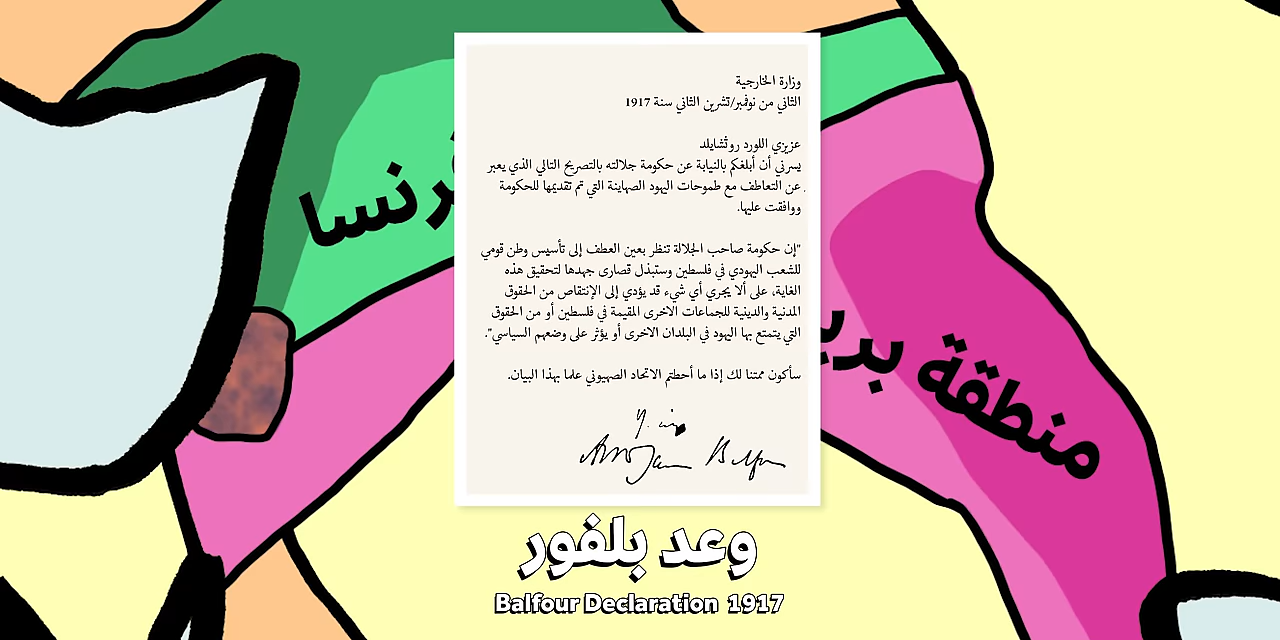 وزارة الخارجية
الثاني من نوفمبر/تشرين الثاني سنة 1917
عزيزي اللورد روتشايلد
يسرني أن أبلغكم بالنيابة عن حكومة جلالته بالتصريح التالي الذي يعبر
عن التعاطف مع طموحات اليهود الصهاينة التي تم تقديمها للحكومة
ووافقت عليها.
"إن حكومة صاحب الجلالة تنظر بعين العطف إلى تأسيس وطن قومي
للشعب اليهودي في فلسطين وستبذل قصارى جهدها لتحقيق هذه
الغاية، على ألا يجري أي شيء قد يؤدي إلى الإنتقاص من الحقوق
المدنية والدينية للجماعات الاخرى المقيمة في فلسطين أو من الحقوق
التي يتمتع بها اليهود في البلدان الاخرى أو يؤثر على وضعهم السياسي".
سأكون ممتنا لك إذا ما أحطتم الاتحاد الصهيوني علما بهذا البيان.
فرنسا
منطقة بري
وعد بلفور
Balfour Declaration 1917